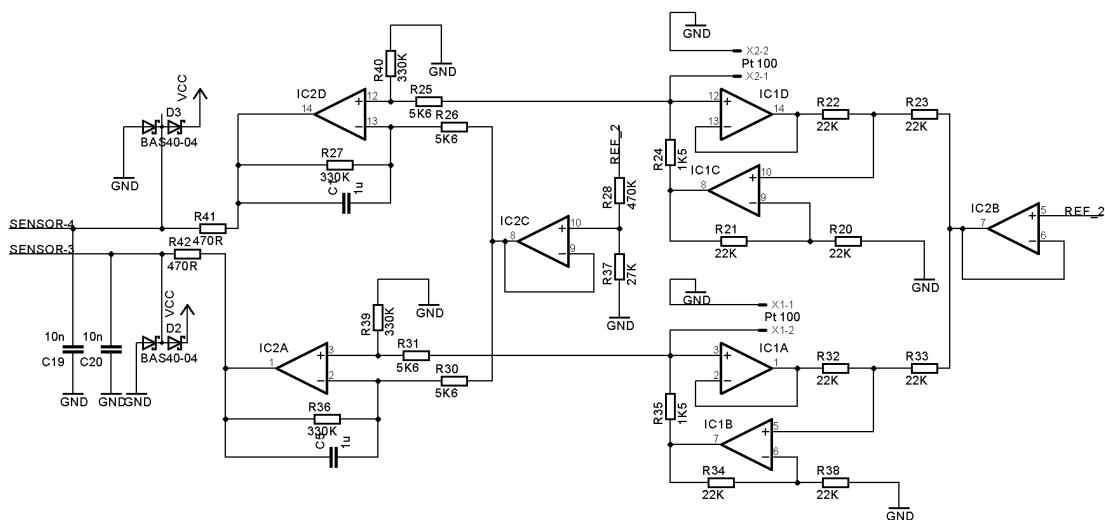 GND
X2-2
Pt 100
X2-1
R40
330K
GND
IC2D
14
12
13
R25
5K6
R26
5K6
VCC
D3
BAS40-04
GND
R27
330K
1u
REF_2
R28
470K
R24
1K5
IC1D
12
13
14
R22
22K
R23
22K
IC1C
8
10
9
R21
22K
R20
22K
GND
IC2B
7
5
6
REF_2
SENSOR-4
R41
470R
SENSOR-3
R42
470R
IC2C
8
10
9
R37
27K
GND
GND
X1-1
Pt 100
X1-2
VCC
D2
BAS40-04
GND
10n
C19
GND
10n
C20
GND
R39
330K
GND
IC2A
1
3
2
R31
5K6
R30
5K6
R36
330K
1u
R35
1K5
IC1A
3
2
1
R32
22K
R33
22K
IC1B
7
5
6
R34
22K
R38
22K
GND